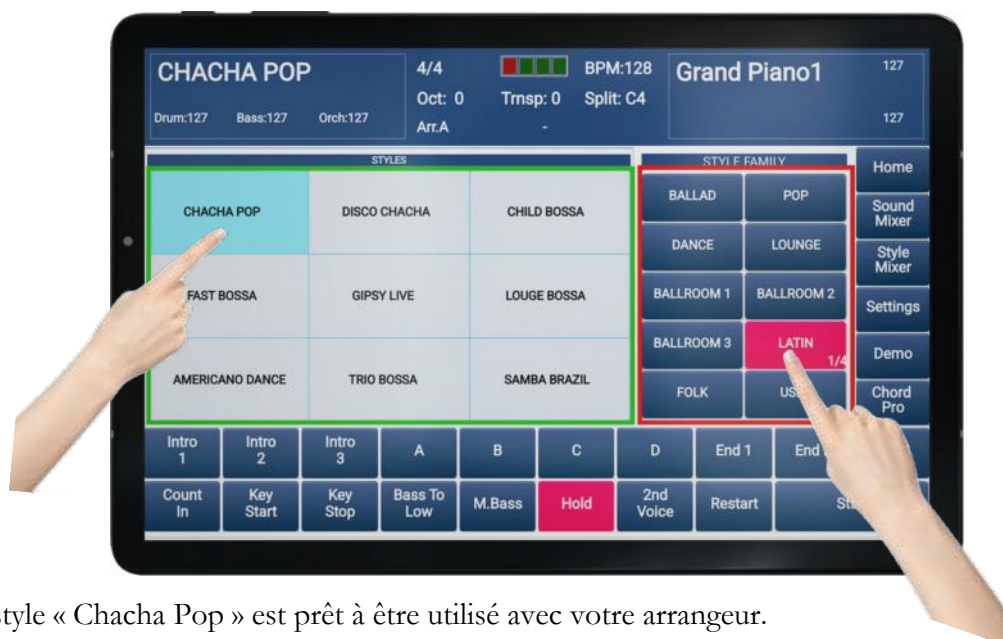 CHACHA POP
4/4
BPM:128
Grand Piano1
127
Oct: 0
Trnsp: 0
Split: C4
Drum:127
Bass:127
Orch:127
Arr.A
-
127
STYLES
STYLE FAMILY
Home
CHACHA POP
DISCO CHACHA
CHILD BOSSA
BALLAD
POP
Sound
Mixer
DANCE
LOUNGE
Style
Mixer
FAST BOSSA
GIPSY LIVE
LOUGE BOSSA
BALLROOM 1
BALLROOM 2
Settings
BALLROOM 3
LATIN
1/4
Demo
AMERICANO DANCE
TRIO BOSSA
SAMBA BRAZIL
FOLK
Chord
Pro
Intro
1
Intro
2
Intro
3
A
B
C
D
End 1
End
Count
In
Key
Start
Key
Stop
Bass To
Low
M.Bass
Hold
2nd
Voice
Restart
style « Chacha Pop » est prêt à être utilisé avec votre arrangeur.